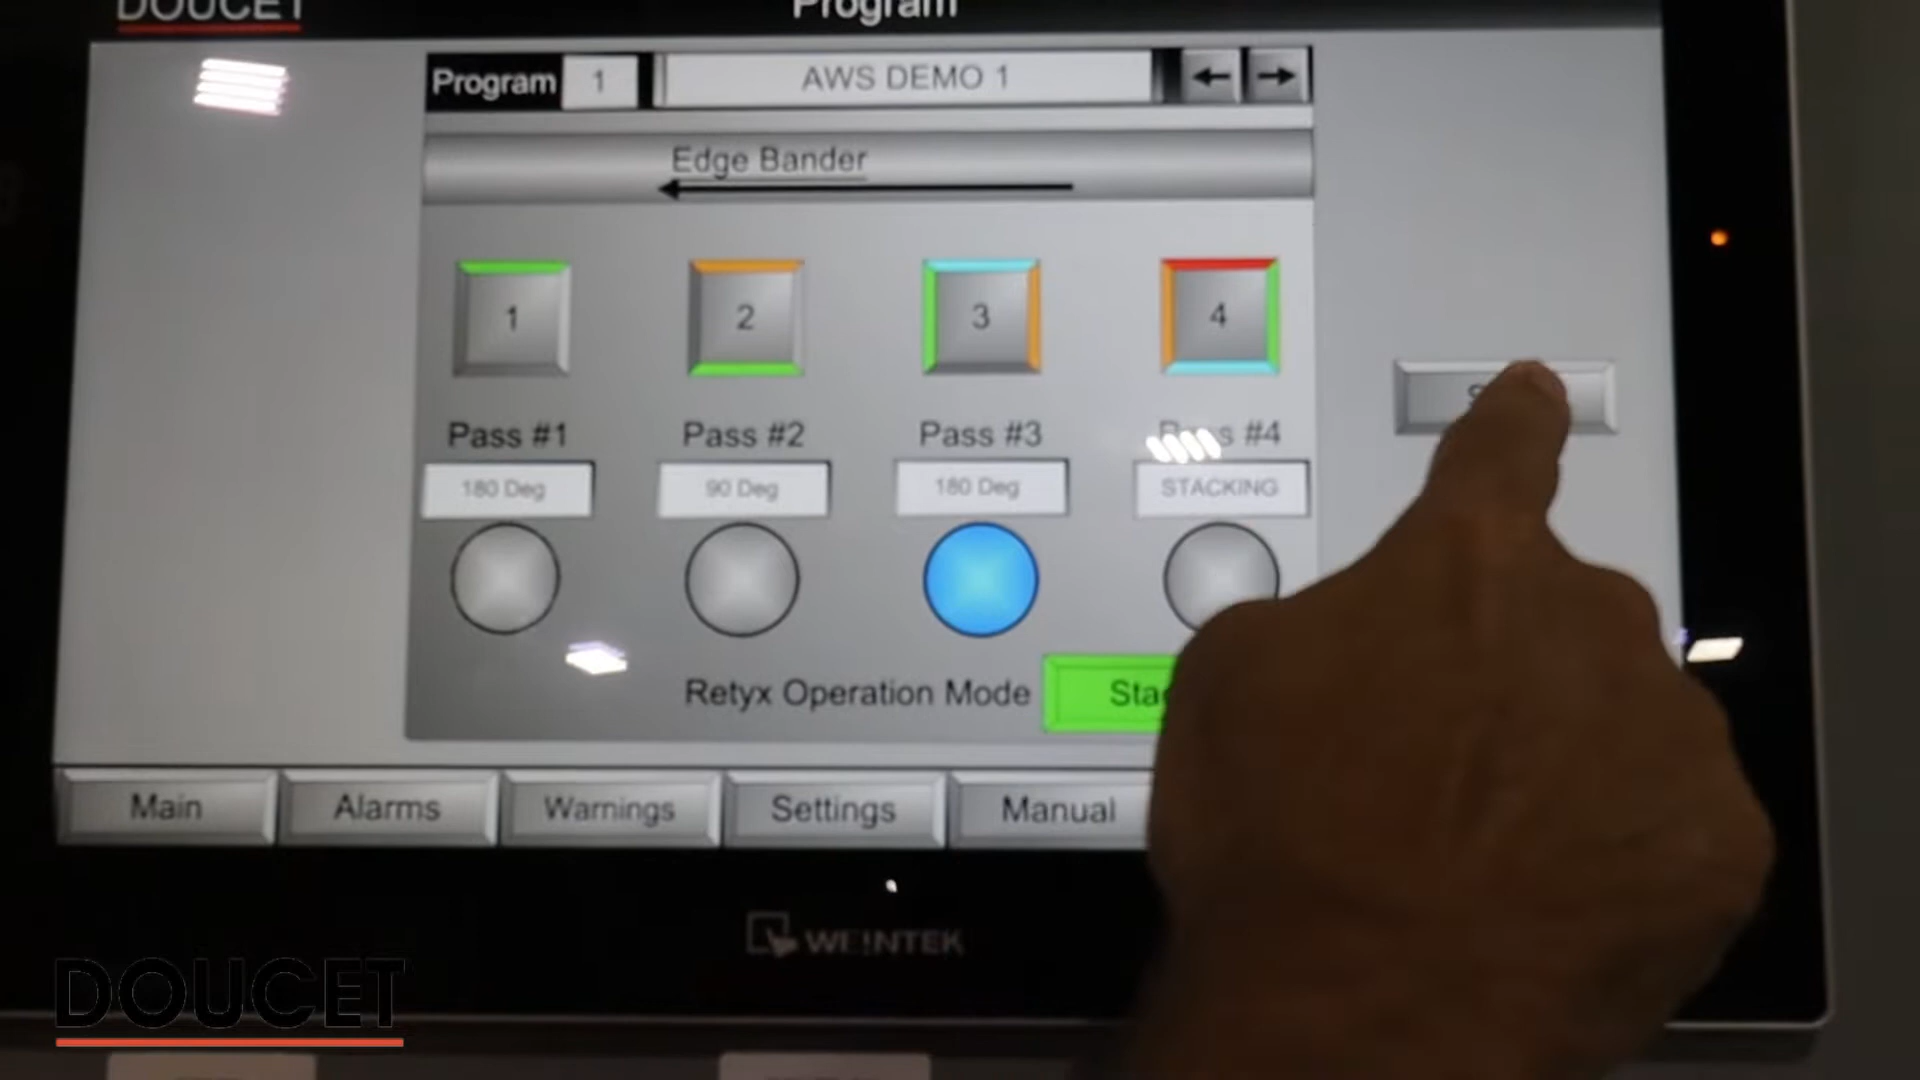 DOUCET
Program
Program 1 AWS DEMO 1
Edge Bander
1 2 3 4
Pass #1 Pass #2 Pass #3 #4
180 Deg 90 Deg 180 Deg STACKING
Retyx Operation Mode
Main Alarms Warnings Settings Manual
WEINTEK
DOUCET